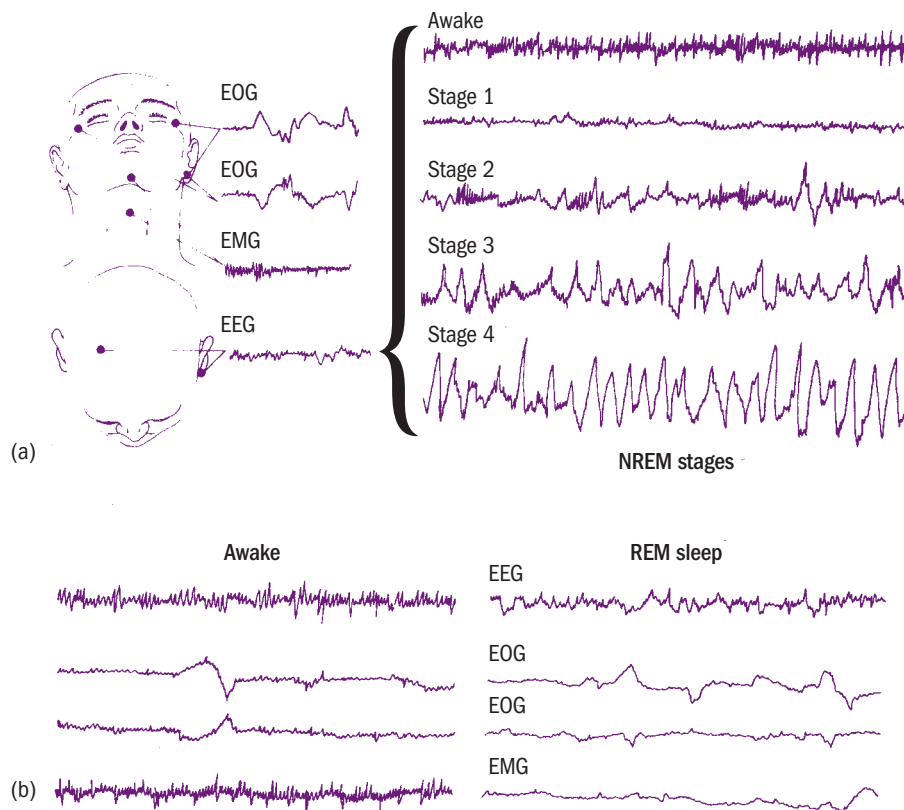 EOG
EOG
EMG
EEG
Awake
Stage 1
Stage 2
Stage 3
Stage 4
NREM stages
(a)
Awake
REM sleep
EEG
EOG
EOG
EMG
(b)